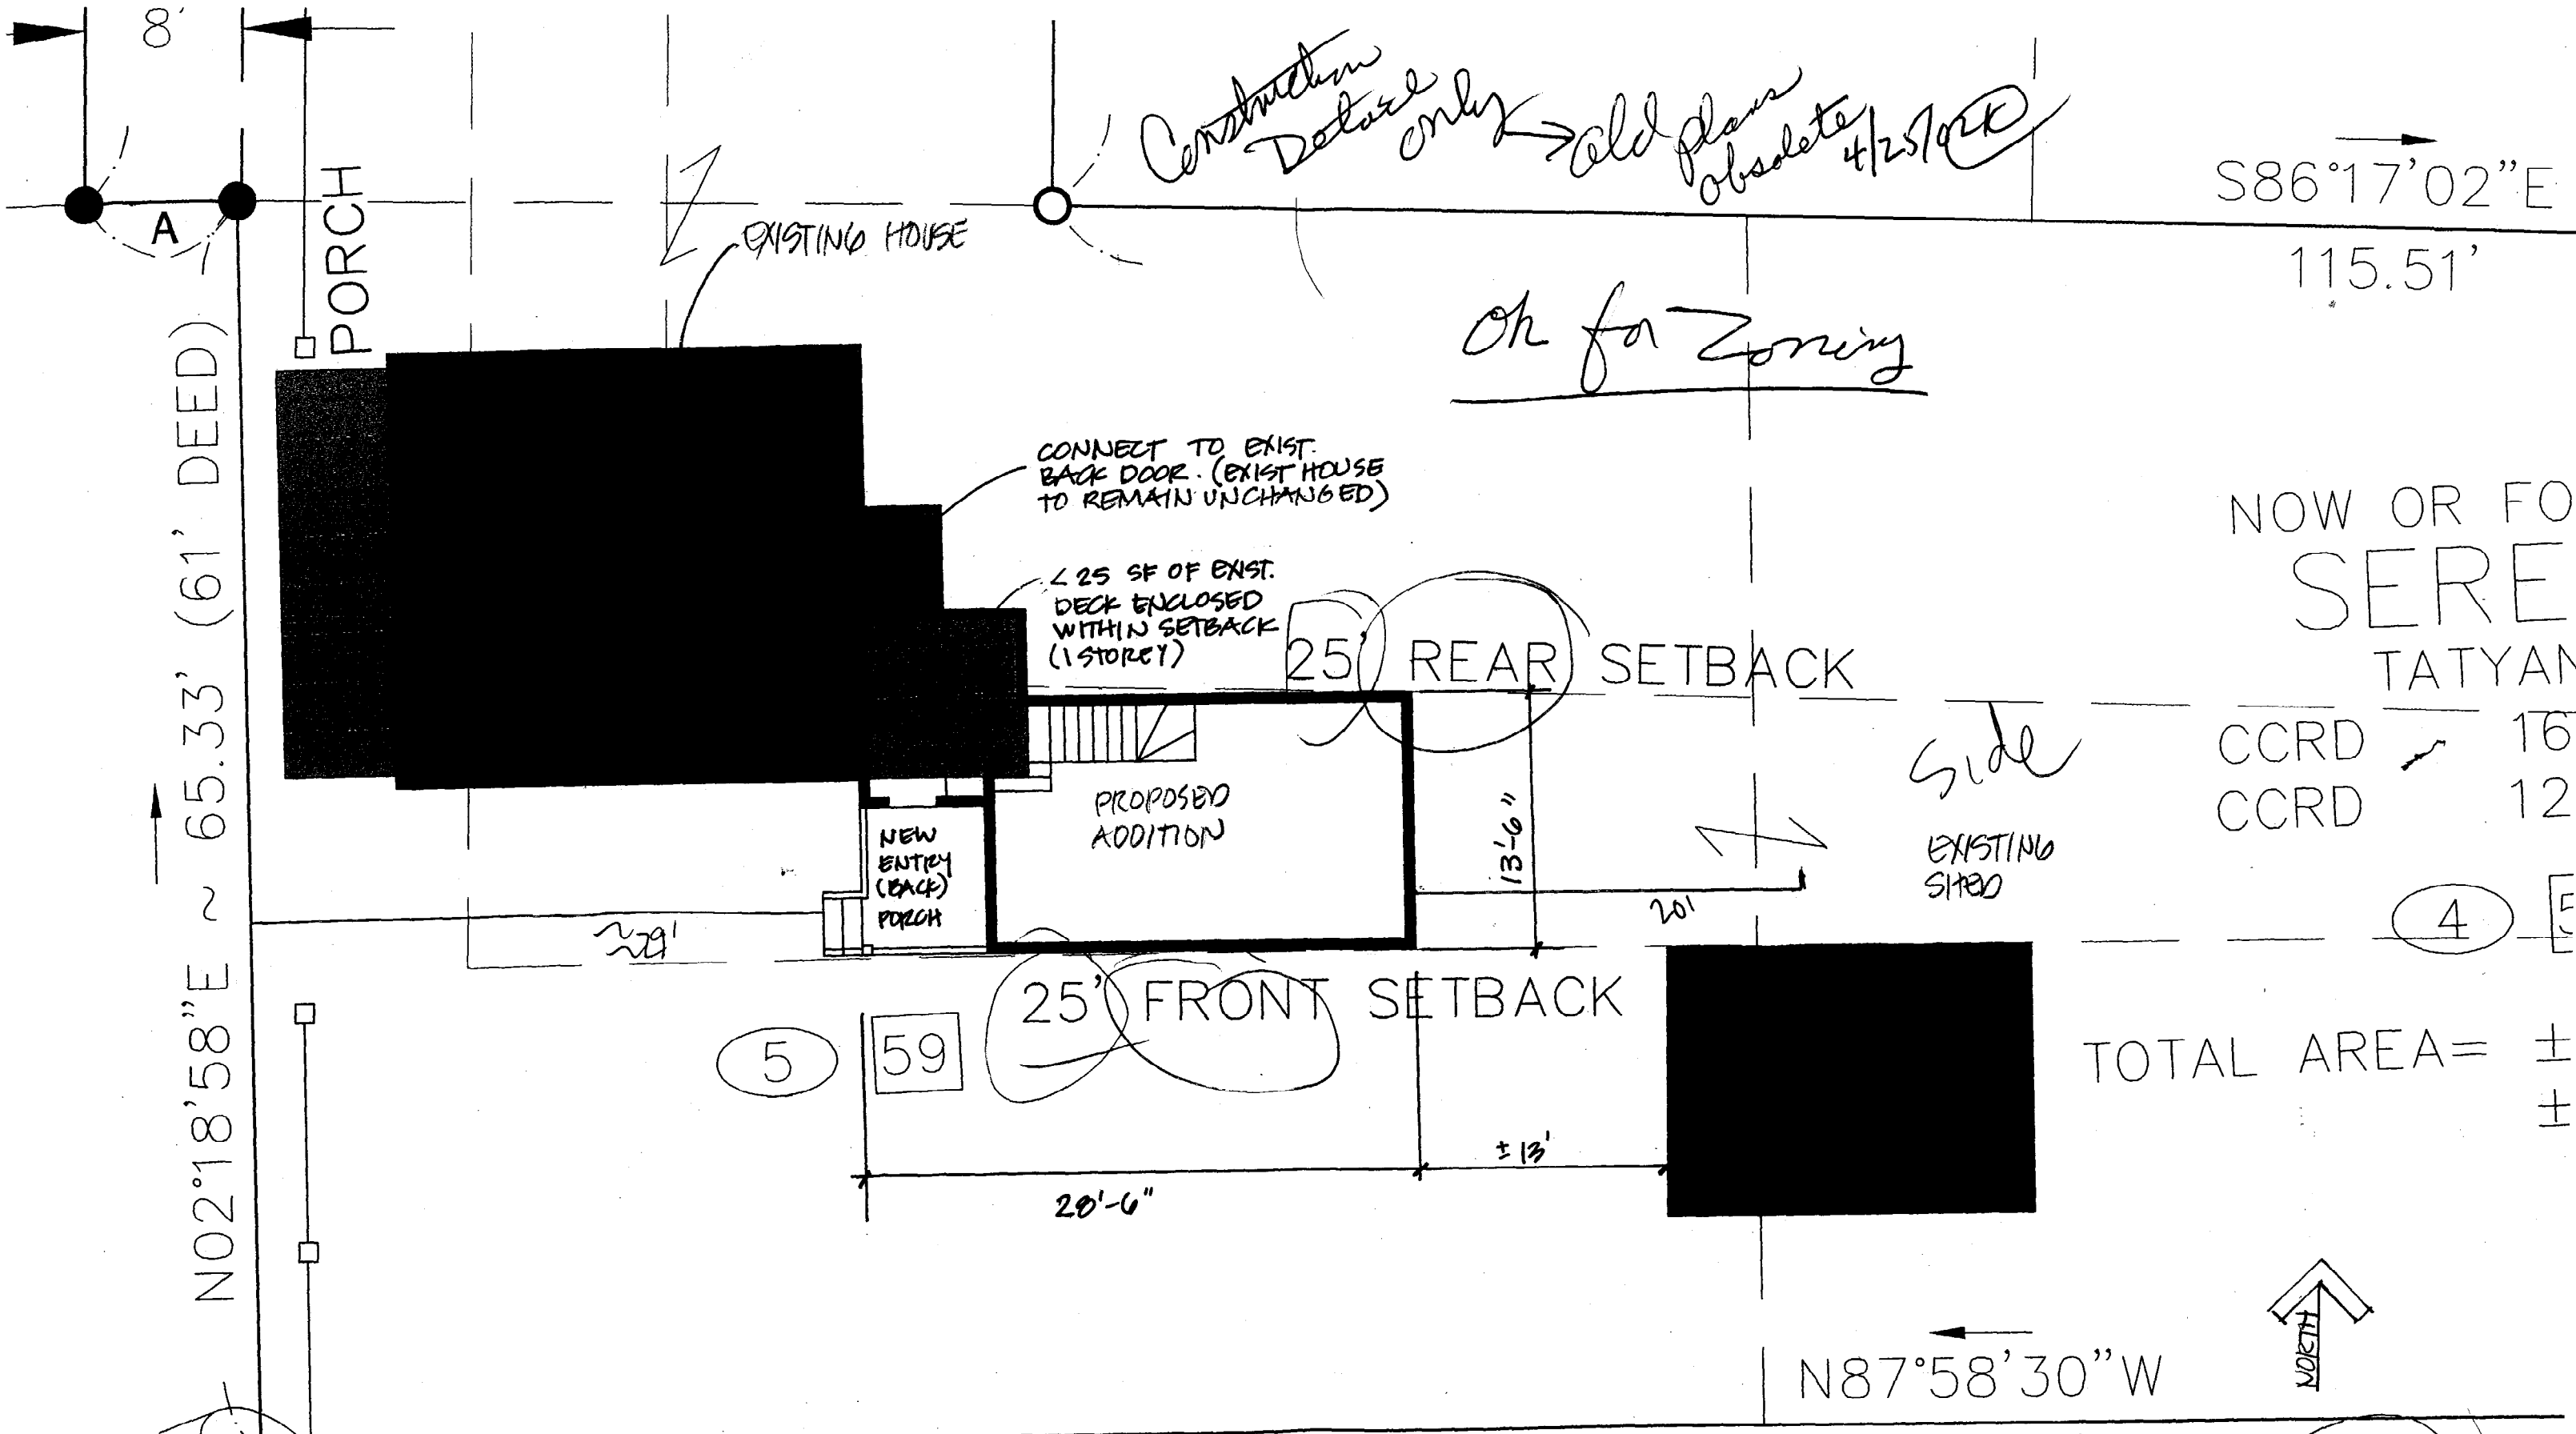 8'
Construction
Detail
only → old plans
obsolete 4/25/02
S86°17'02"E
115.51'
A
PORCH
EXISTING HOUSE
Ok for Zoning
65.33' (61' DEED)
CONNECT TO EXIST.
BACK DOOR. (EXIST HOUSE
TO REMAIN UNCHANGED)
< 25 SF OF EXIST.
DECK ENCLOSED
WITHIN SETBACK
(1 STOREY)
25' REAR SETBACK
NOW OR FO
SERE
TATYAN
CCRD 16
CCRD 12
Side
PROPOSED
ADDITION
13'-6"
NEW
ENTRY
(BACK)
PORCH
EXISTING
SHED
≈29'
20'
4 5
25' FRONT SETBACK
5 59
TOTAL AREA= ±
±
N02°18'58"E ~
±13'
28'-6"
NORTH
N87°58'30"W